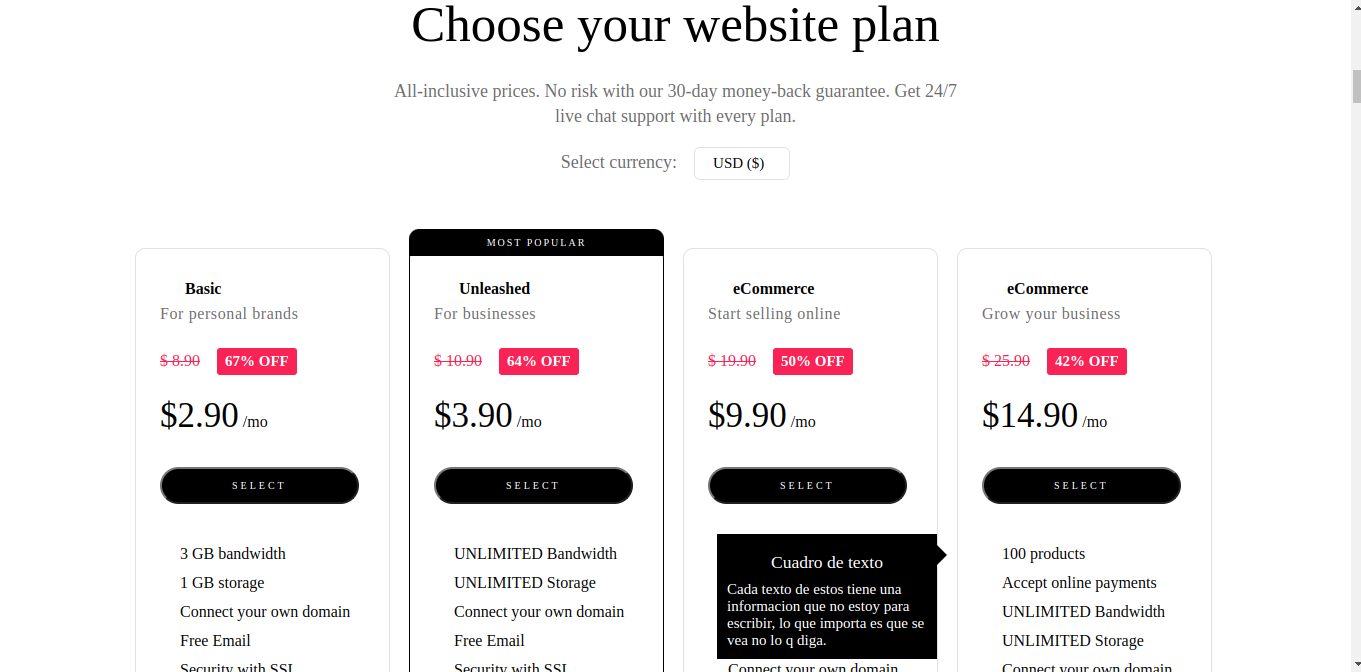 Choose your website plan
All-inclusive prices. No risk with our 30-day money-back guarantee. Get 24/7
live chat support with every plan.
Select currency: USD ($)
MOST POPULAR
Basic
For personal brands
$ 8.90 67% OFF
$2.90 /mo
SELECT
3 GB bandwidth
1 GB storage
Connect your own domain
Free Email
Security with SSL
Unleashed
For businesses
$ 10.90 64% OFF
$3.90 /mo
SELECT
UNLIMITED Bandwidth
UNLIMITED Storage
Connect your own domain
Free Email
Security with SSL
eCommerce
Start selling online
$ 19.90 50% OFF
$9.90 /mo
SELECT
Cuadro de texto
Cada texto de estos tiene una
informacion que no estoy para
escribir, lo que importa es que se
vea no lo q diga.
Connect your own domain
eCommerce
Grow your business
$ 25.90 42% OFF
$14.90 /mo
SELECT
100 products
Accept online payments
UNLIMITED Bandwidth
UNLIMITED Storage
Connect your own domain